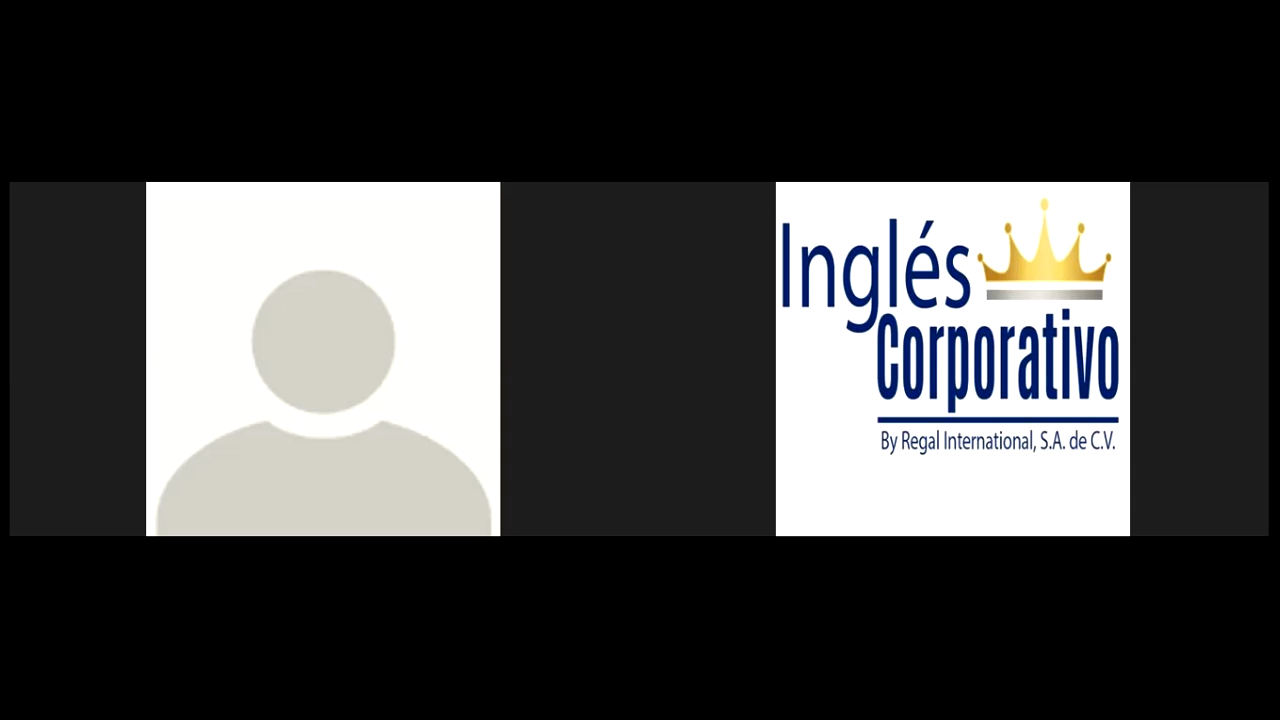 Inglés
Corporativo
By Regal International, S.A. de C.V.